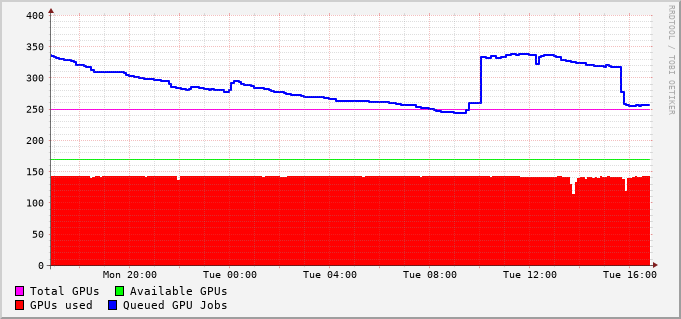 400
350
300
250
200
150
100
50
0
Mon 20:00 Tue 00:00 Tue 04:00 Tue 08:00 Tue 12:00 Tue 16:00
Total GPUs Available GPUs
GPUs used Queued GPU Jobs
RRDTOOL / TOBI OETIKER